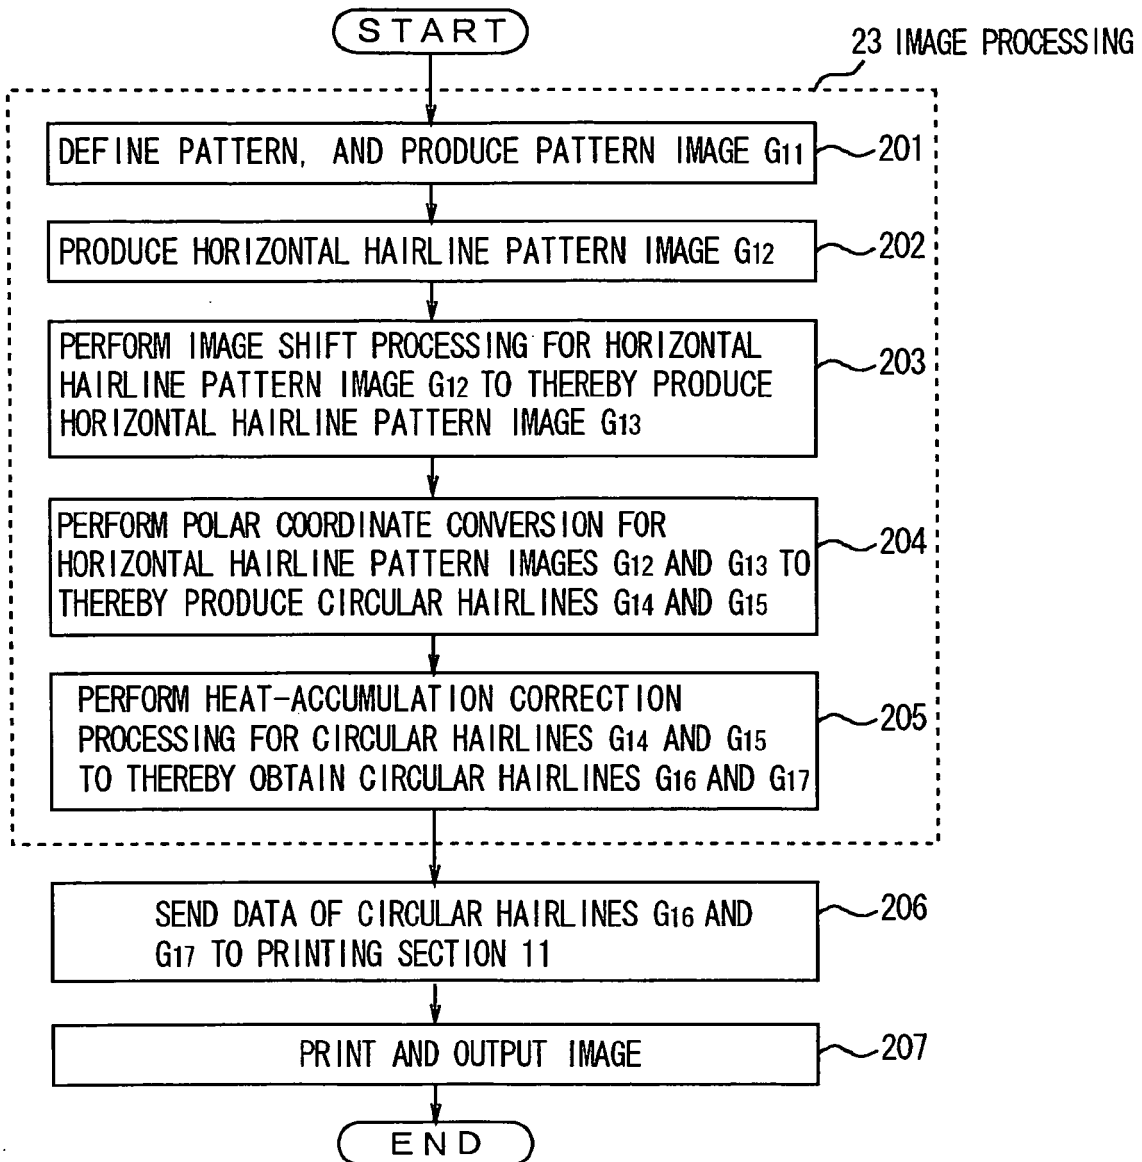 START
23 IMAGE PROCESSING
DEFINE PATTERN, AND PRODUCE PATTERN IMAGE G11
201
PRODUCE HORIZONTAL HAIRLINE PATTERN IMAGE G12
202
PERFORM IMAGE SHIFT PROCESSING FOR HORIZONTAL
HAIRLINE PATTERN IMAGE G12 TO THEREBY PRODUCE
HORIZONTAL HAIRLINE PATTERN IMAGE G13
203
PERFORM POLAR COORDINATE CONVERSION FOR
HORIZONTAL HAIRLINE PATTERN IMAGES G12 AND G13 TO
THEREBY PRODUCE CIRCULAR HAIRLINES G14 AND G15
204
PERFORM HEAT-ACCUMULATION CORRECTION
PROCESSING FOR CIRCULAR HAIRLINES G14 AND G15
TO THEREBY OBTAIN CIRCULAR HAIRLINES G16 AND G17
205
SEND DATA OF CIRCULAR HAIRLINES G16 AND
G17 TO PRINTING SECTION 11
206
PRINT AND OUTPUT IMAGE
207
END